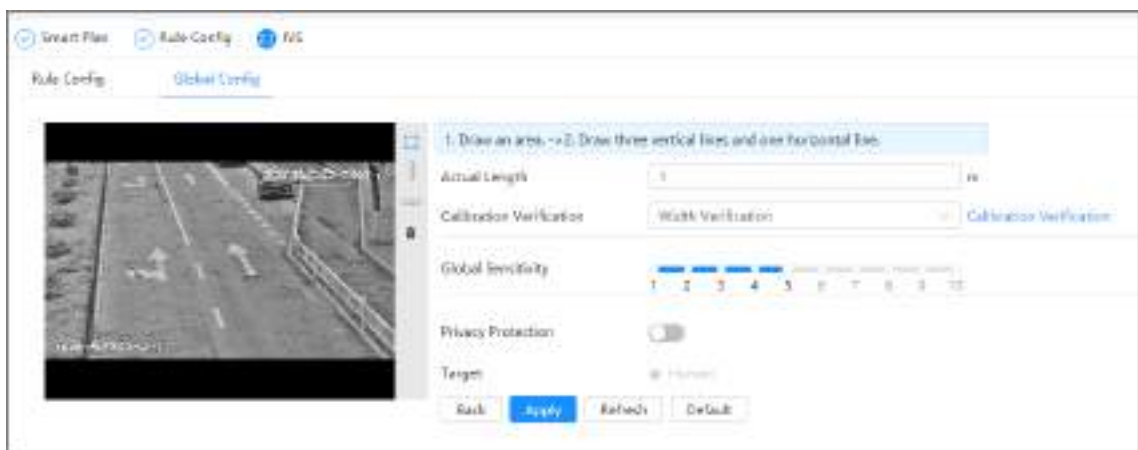 Smart Plan Rule Config IVS
Rule Config Global Config
1. Draw an area. -->2. Draw three vertical lines and one horizontal line.
Actual Length 1 m
Calibration Verification Width Verification Calibration Verification
Global Sensitivity
1 2 3 4 5 6 7 8 9 10
Privacy Protection
Target Human
Back Apply Refresh Default